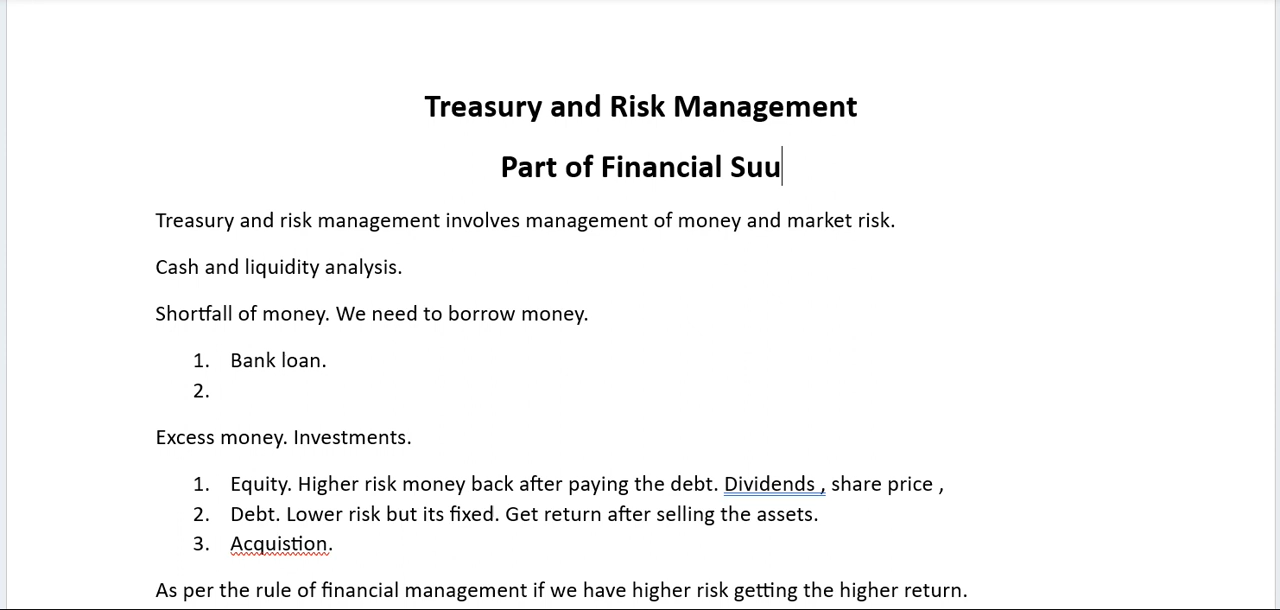 Treasury and Risk Management
Part of Financial Suu
Treasury and risk management involves management of money and market risk.
Cash and liquidity analysis.
Shortfall of money. We need to borrow money.
1. Bank loan.
2.
Excess money. Investments.
1. Equity. Higher risk money back after paying the debt. Dividends , share price ,
2. Debt. Lower risk but its fixed. Get return after selling the assets.
3. Acquistion.
As per the rule of financial management if we have higher risk getting the higher return.